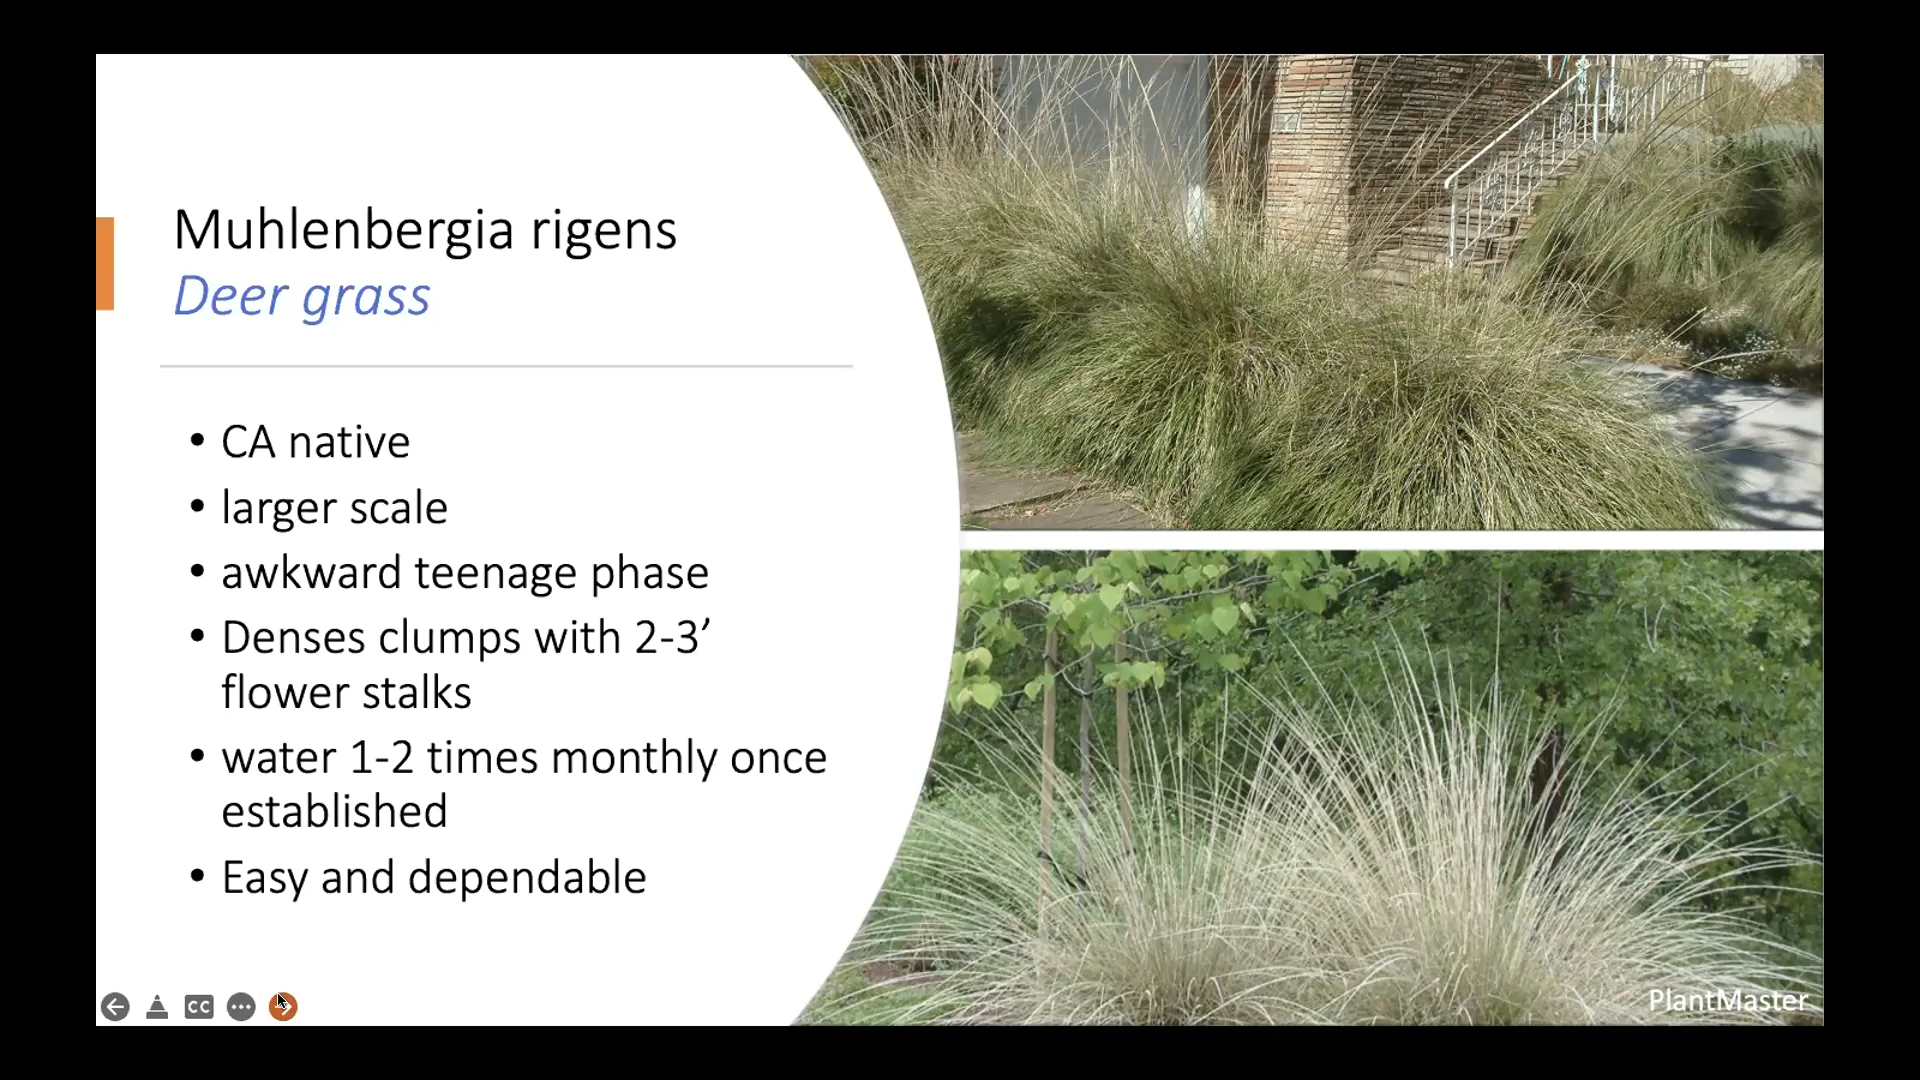 Muhlenbergia rigens
Deer grass
• CA native
• larger scale
• awkward teenage phase
• Denses clumps with 2-3’
flower stalks
• water 1-2 times monthly once
established
• Easy and dependable
CC
PlantMaster